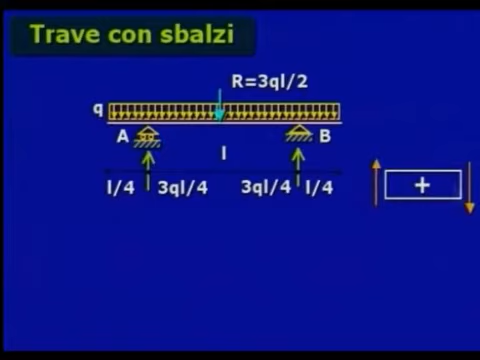 Trave con sbalzi
R=3ql/2
q
A B
l
l/4 3ql/4 3ql/4 l/4
+